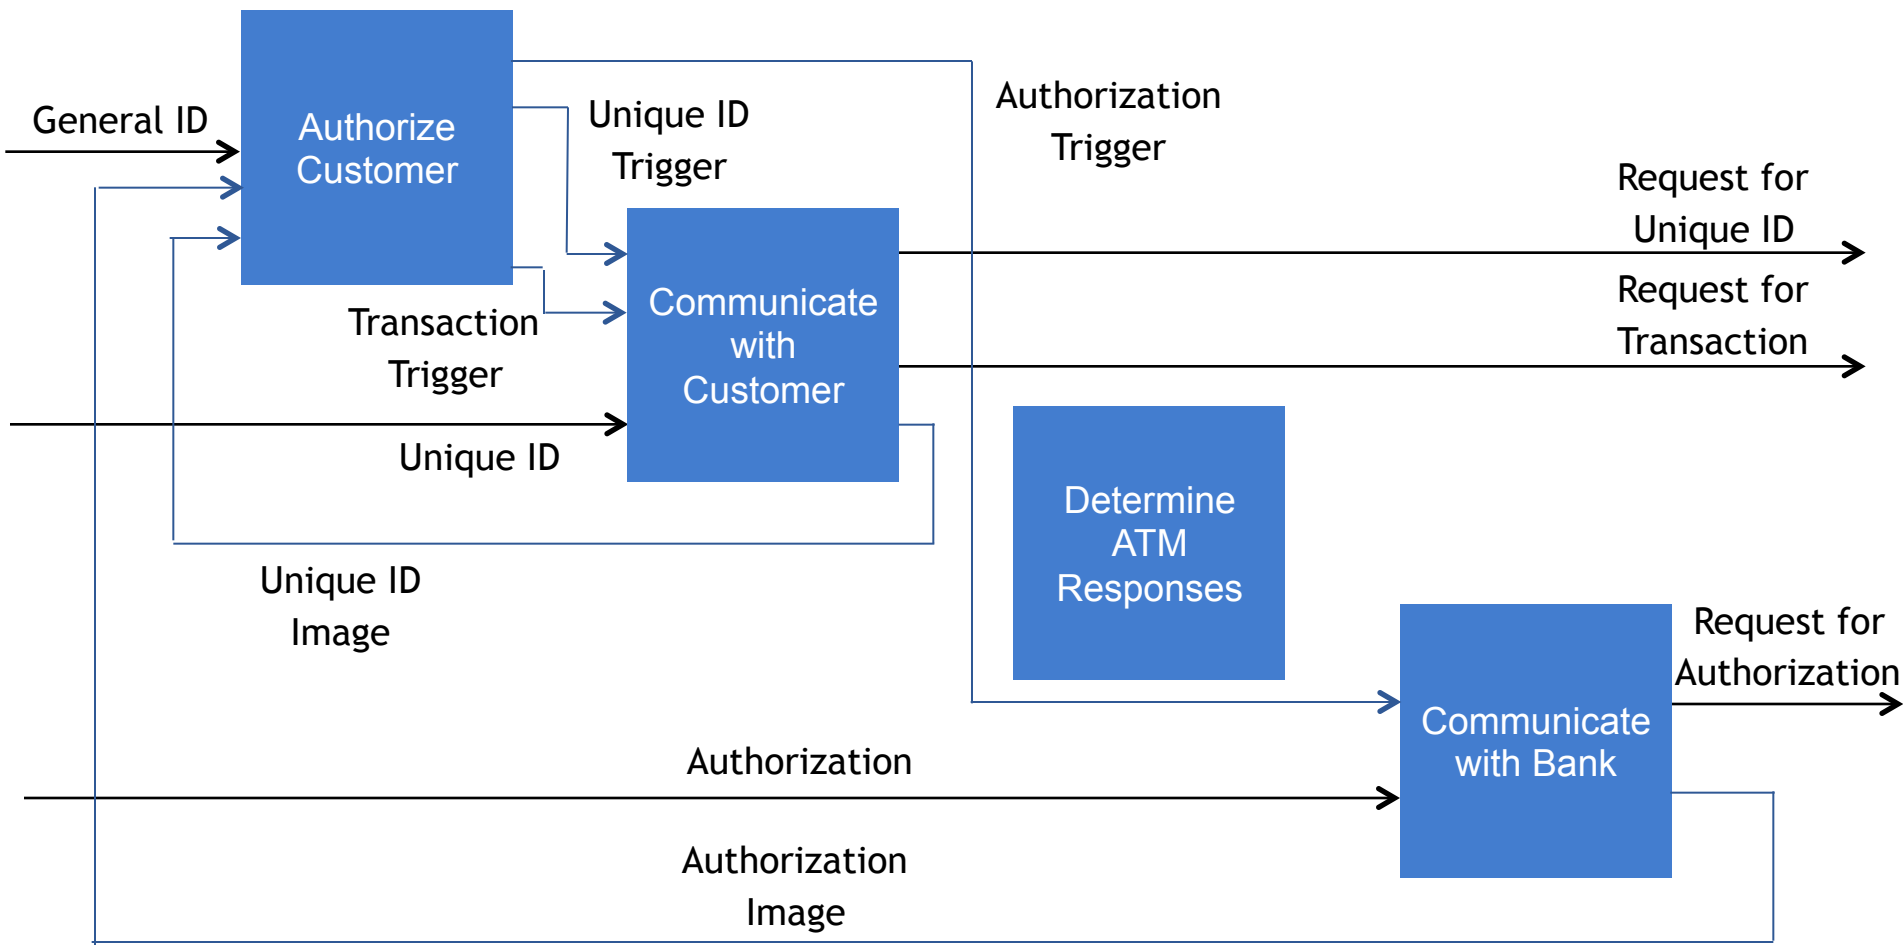 General ID
Authorize
Customer
Unique ID
Trigger
Authorization
Trigger
Request for
Unique ID
Request for
Transaction
Transaction
Trigger
Communicate
with
Customer
Unique ID
Determine
ATM
Responses
Unique ID
Image
Request for
Authorization
Communicate
with Bank
Authorization
Authorization
Image